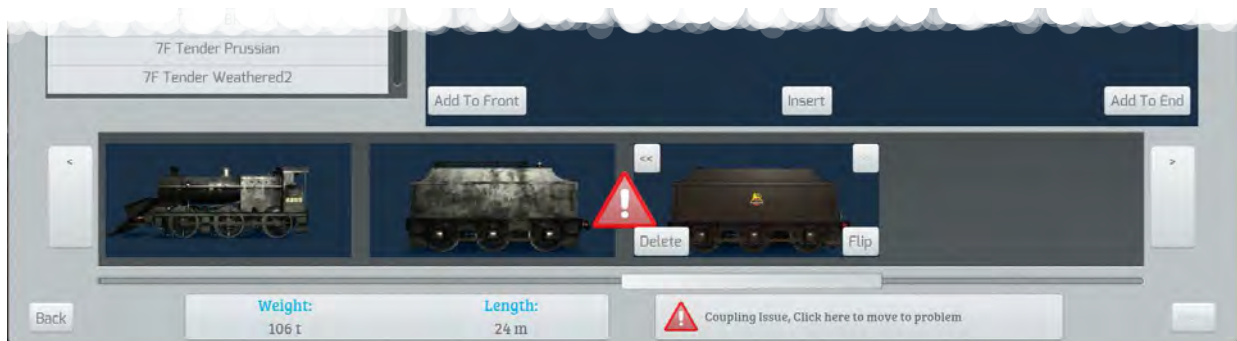 7F Tender Prussian
7F Tender Weathered2
Add To Front
Insert
Add To End
<
<<
>
Delete
Flip
Weight:
Length:
106 t
24 m
Back
Coupling Issue, Click here to move to problem